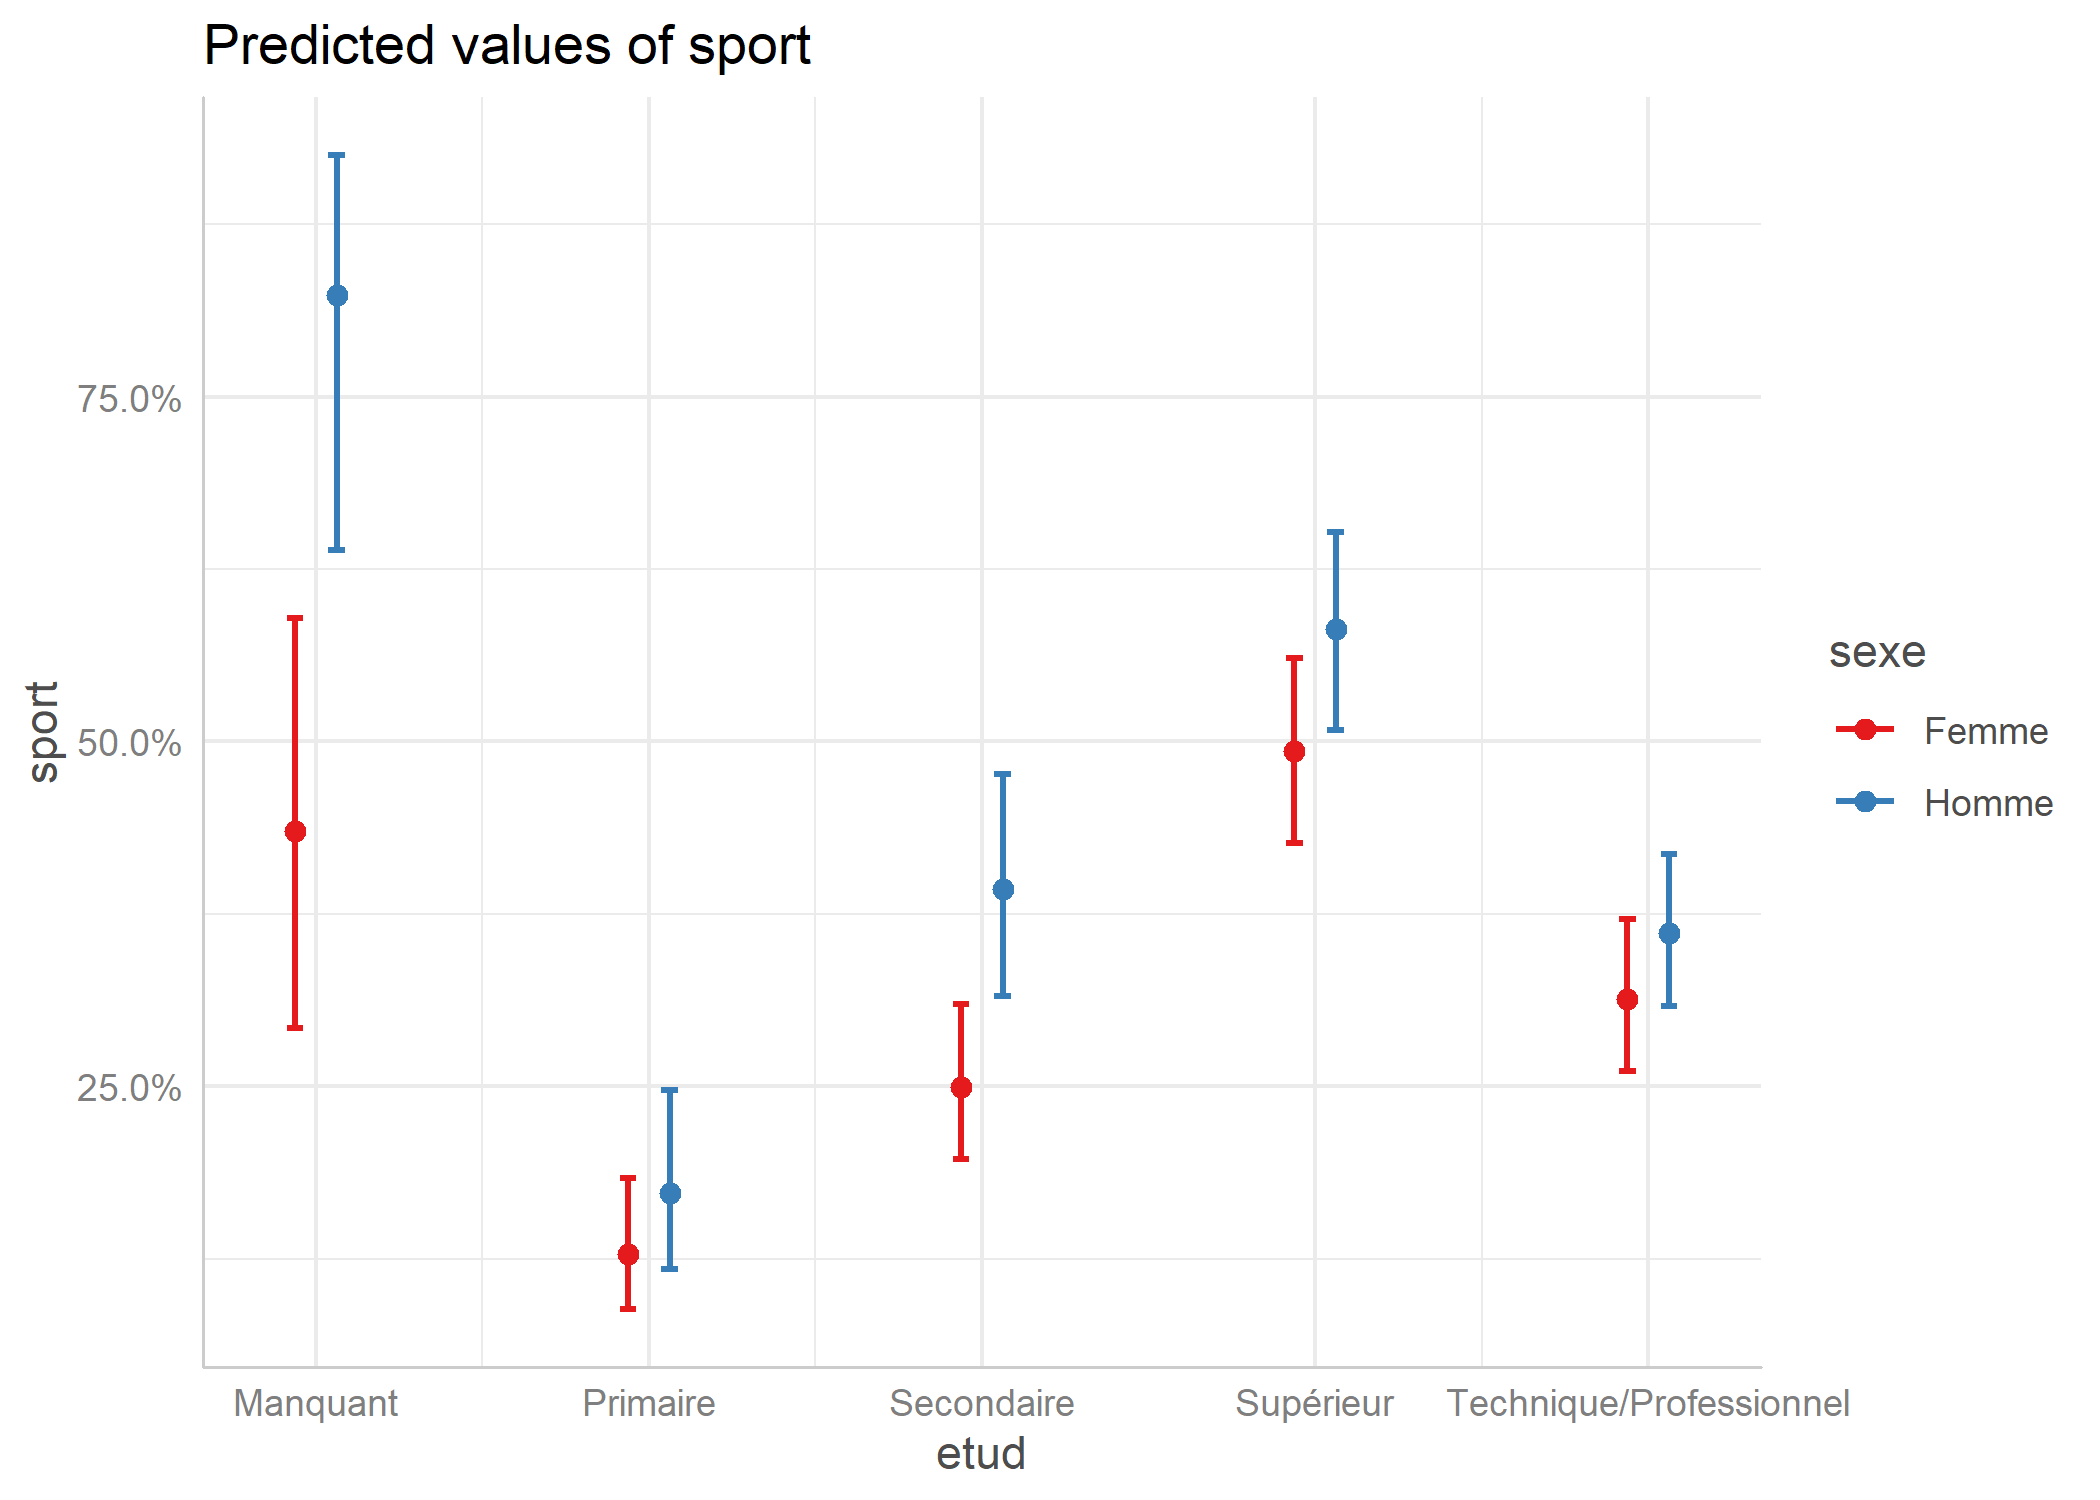 Predicted values of sport
sport
75.0%
50.0%
25.0%
Manquant
Primaire
Secondaire
Supérieur
Technique/Professionnel
etud
sexe
Femme
Homme